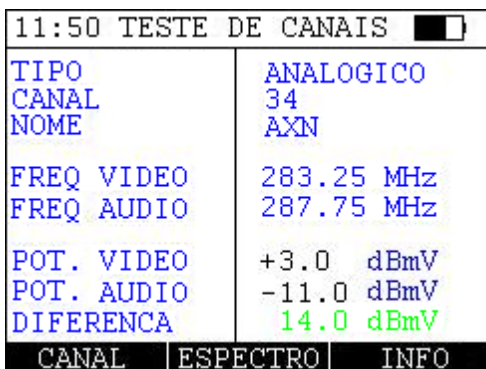 11:50 TESTE DE CANAIS
TIPO ANALOGICO
CANAL 34
NOME AXN
FREQ VIDEO 283.25 MHz
FREQ AUDIO 287.75 MHz
POT. VIDEO +3.0 dBmV
POT. AUDIO -11.0 dBmV
DIFERENCA 14.0 dBmV
CANAL ESPECTRO INFO